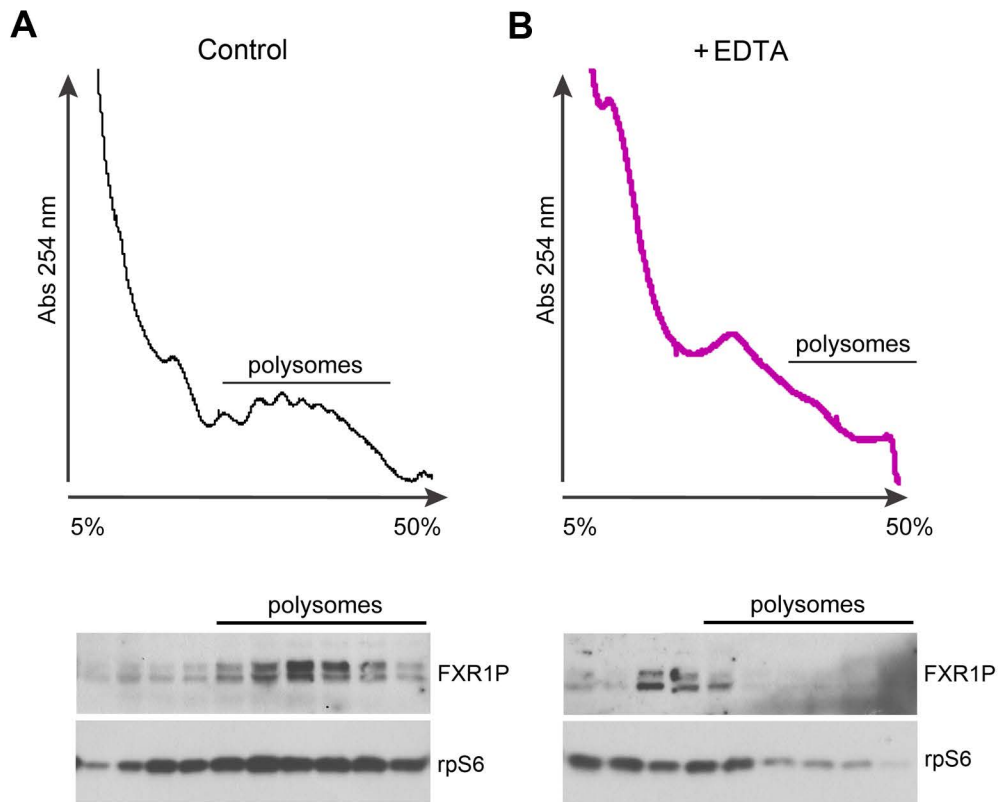 A
B
Control
+ EDTA
Abs 254 nm
Abs 254 nm
polysomes
polysomes
5%
50%
5%
50%
polysomes
polysomes
FXR1P
FXR1P
rpS6
rpS6